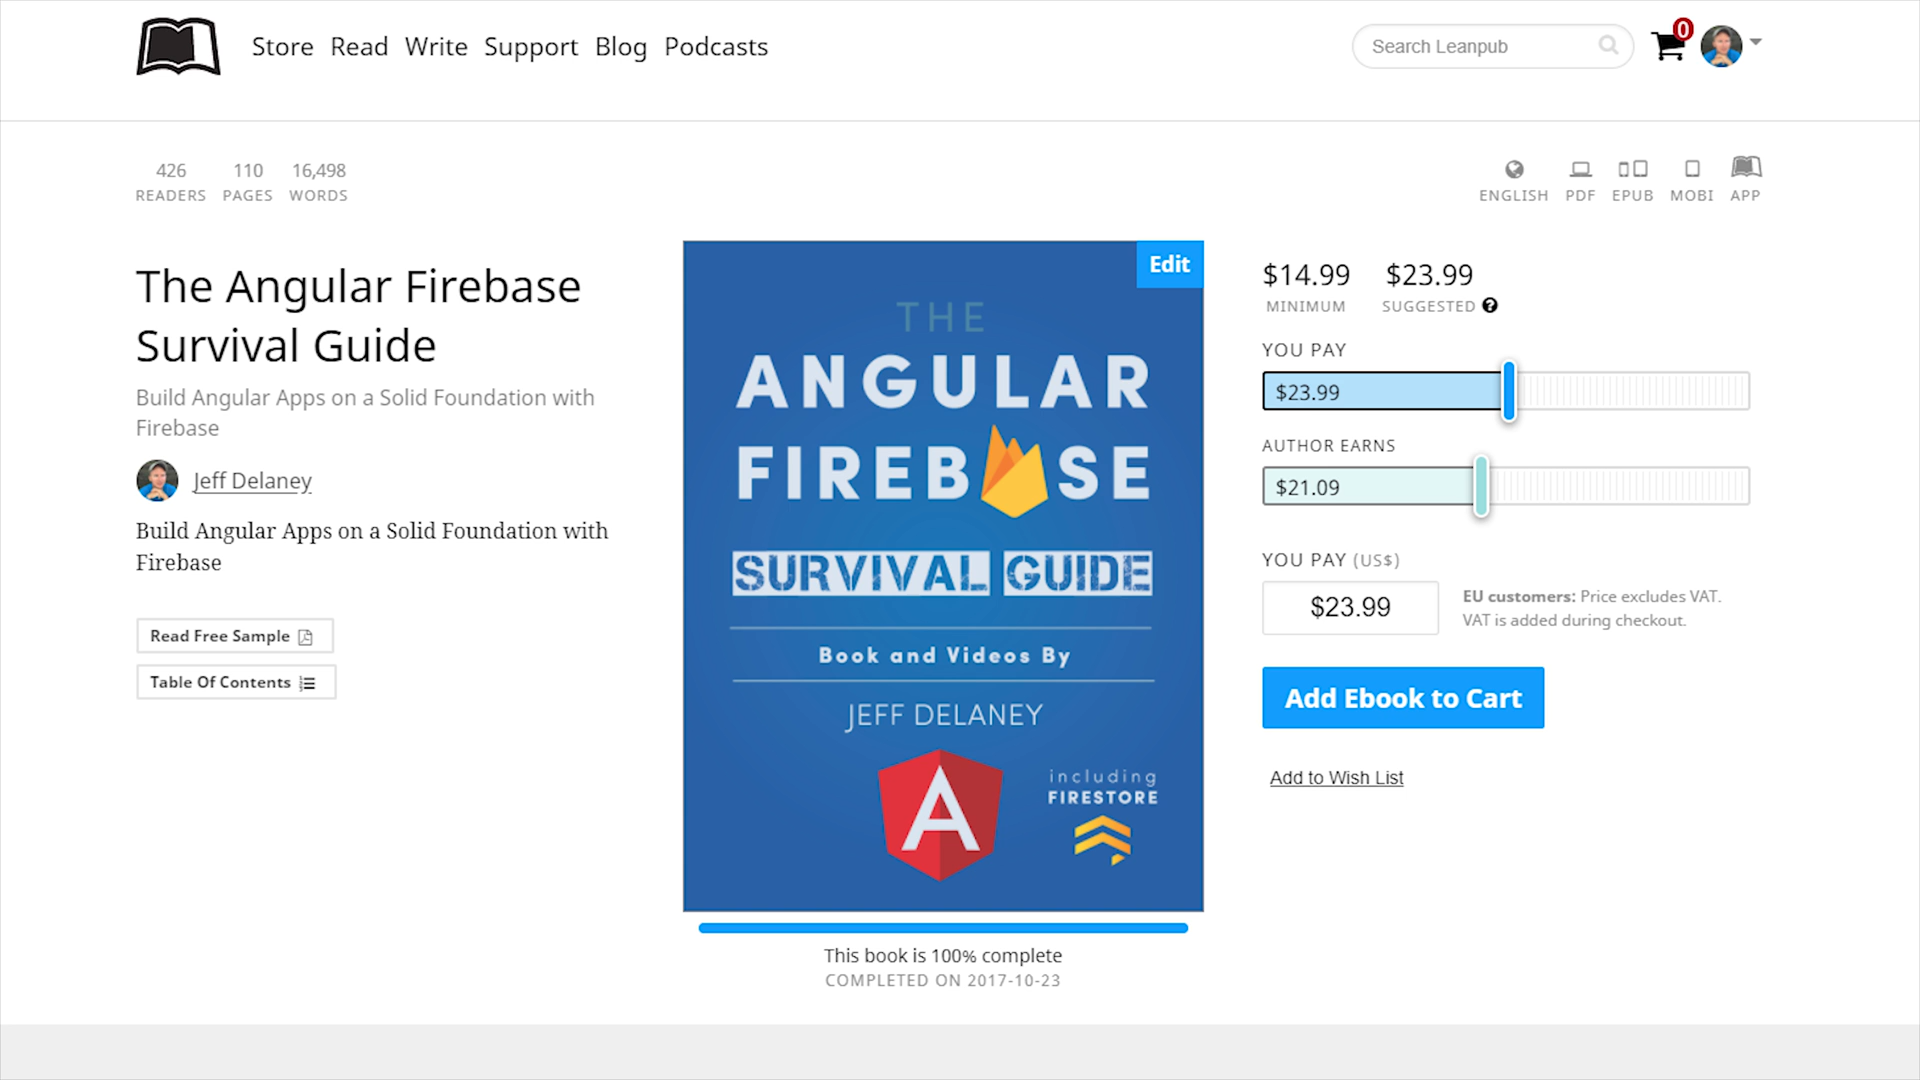 Store Read Write Support Blog Podcasts
Search Leanpub
0
426 110 16,498
READERS PAGES WORDS
ENGLISH PDF EPUB MOBI APP
The Angular Firebase
Survival Guide
Build Angular Apps on a Solid Foundation with
Firebase
Jeff Delaney
Build Angular Apps on a Solid Foundation with
Firebase
Read Free Sample
Table Of Contents
Edit
THE
ANGULAR
FIREB SE
SURVIVAL GUIDE
Book and Videos By
JEFF DELANEY
A
including
FIRESTORE
This book is 100% complete
COMPLETED ON 2017-10-23
$14.99 $23.99
MINIMUM SUGGESTED ?
YOU PAY
$23.99
AUTHOR EARNS
$21.09
YOU PAY (US$)
$23.99
EU customers: Price excludes VAT.
VAT is added during checkout.
Add Ebook to Cart
Add to Wish List